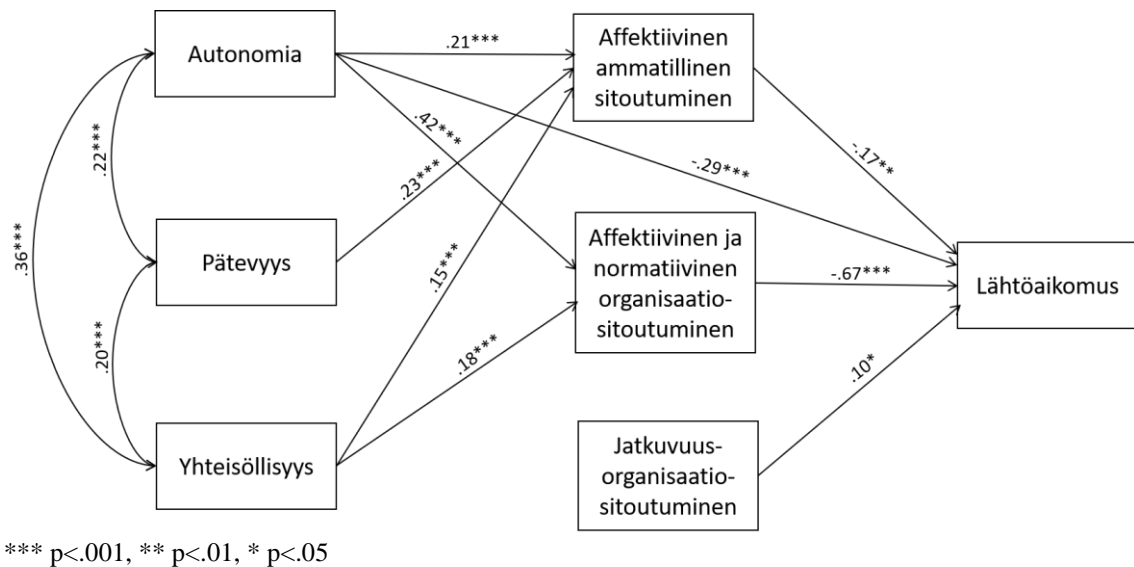 Autonomia
Pätevyys
Yhteisöllisyys
.36***
.22***
.20***
.21***
.42***
.23***
.15***
.18***
Affektiivinen
ammatillinen
sitoutuminen
Affektiivinen ja
normatiivinen
organisaatio-
sitoutuminen
Jatkuvuus-
organisaatio-
sitoutuminen
-.17**
-.29***
-.67***
.10*
Lähtöaikomus
*** p<.001, ** p<.01, * p<.05